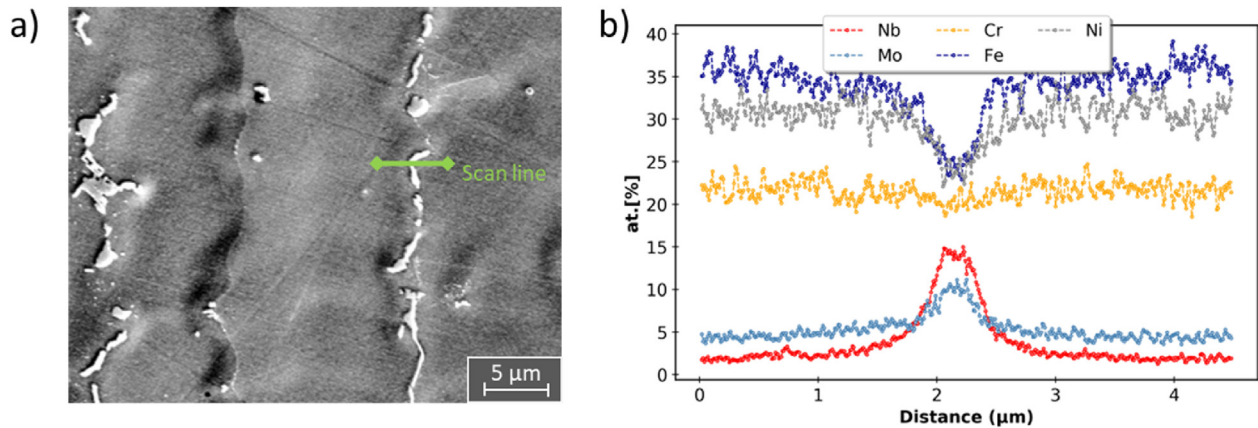 a)
Scan line
5 µm
b)
Nb
Mo
Cr
Fe
Ni
40
35
30
25
20
15
10
5
0
at.[%]
0 1 2 3 4
Distance (µm)